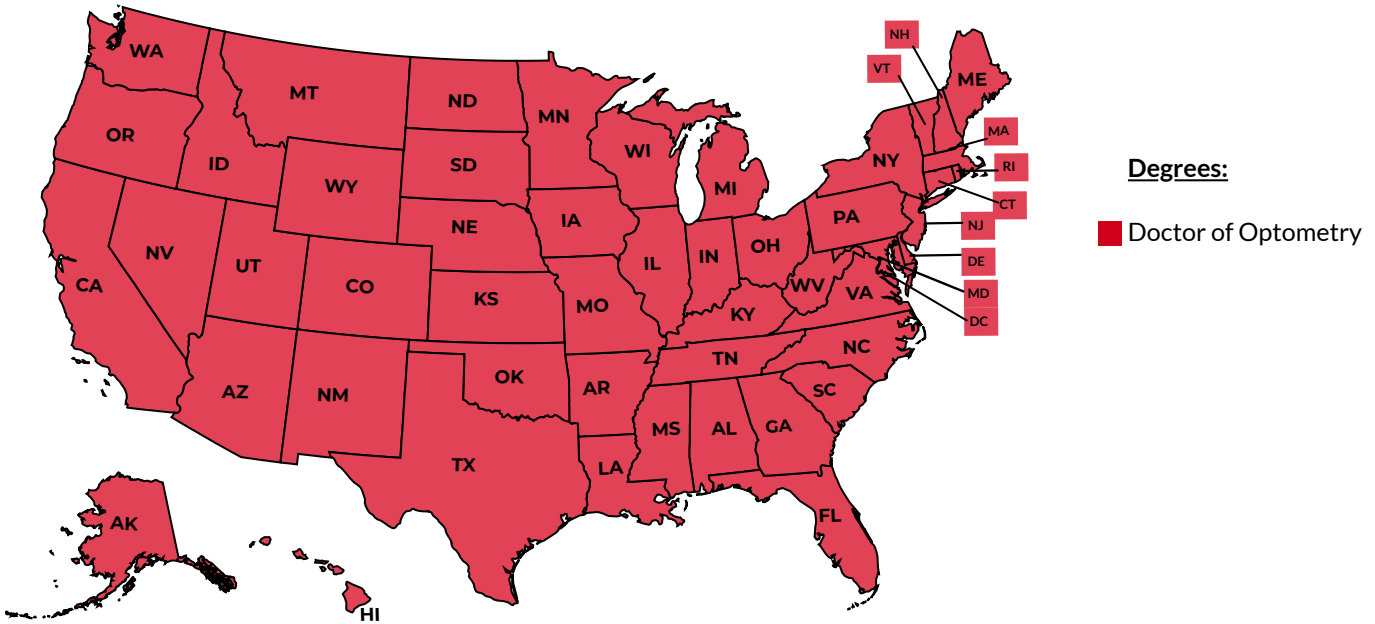 NH
VT
WA
ME
MT
ND
MN
OR
MA
WI
NY
ID
SD
RI
WY
MI
CT
PA
IA
NE
NJ
NV
OH
IN
UT
IL
DE
CA
CO
WV
VA
MD
KS
MO
KY
DC
NC
TN
OK
AR
SC
AZ
NM
MS
AL
GA
TX
LA
FL
AK
HI
Degrees:
Doctor of Optometry